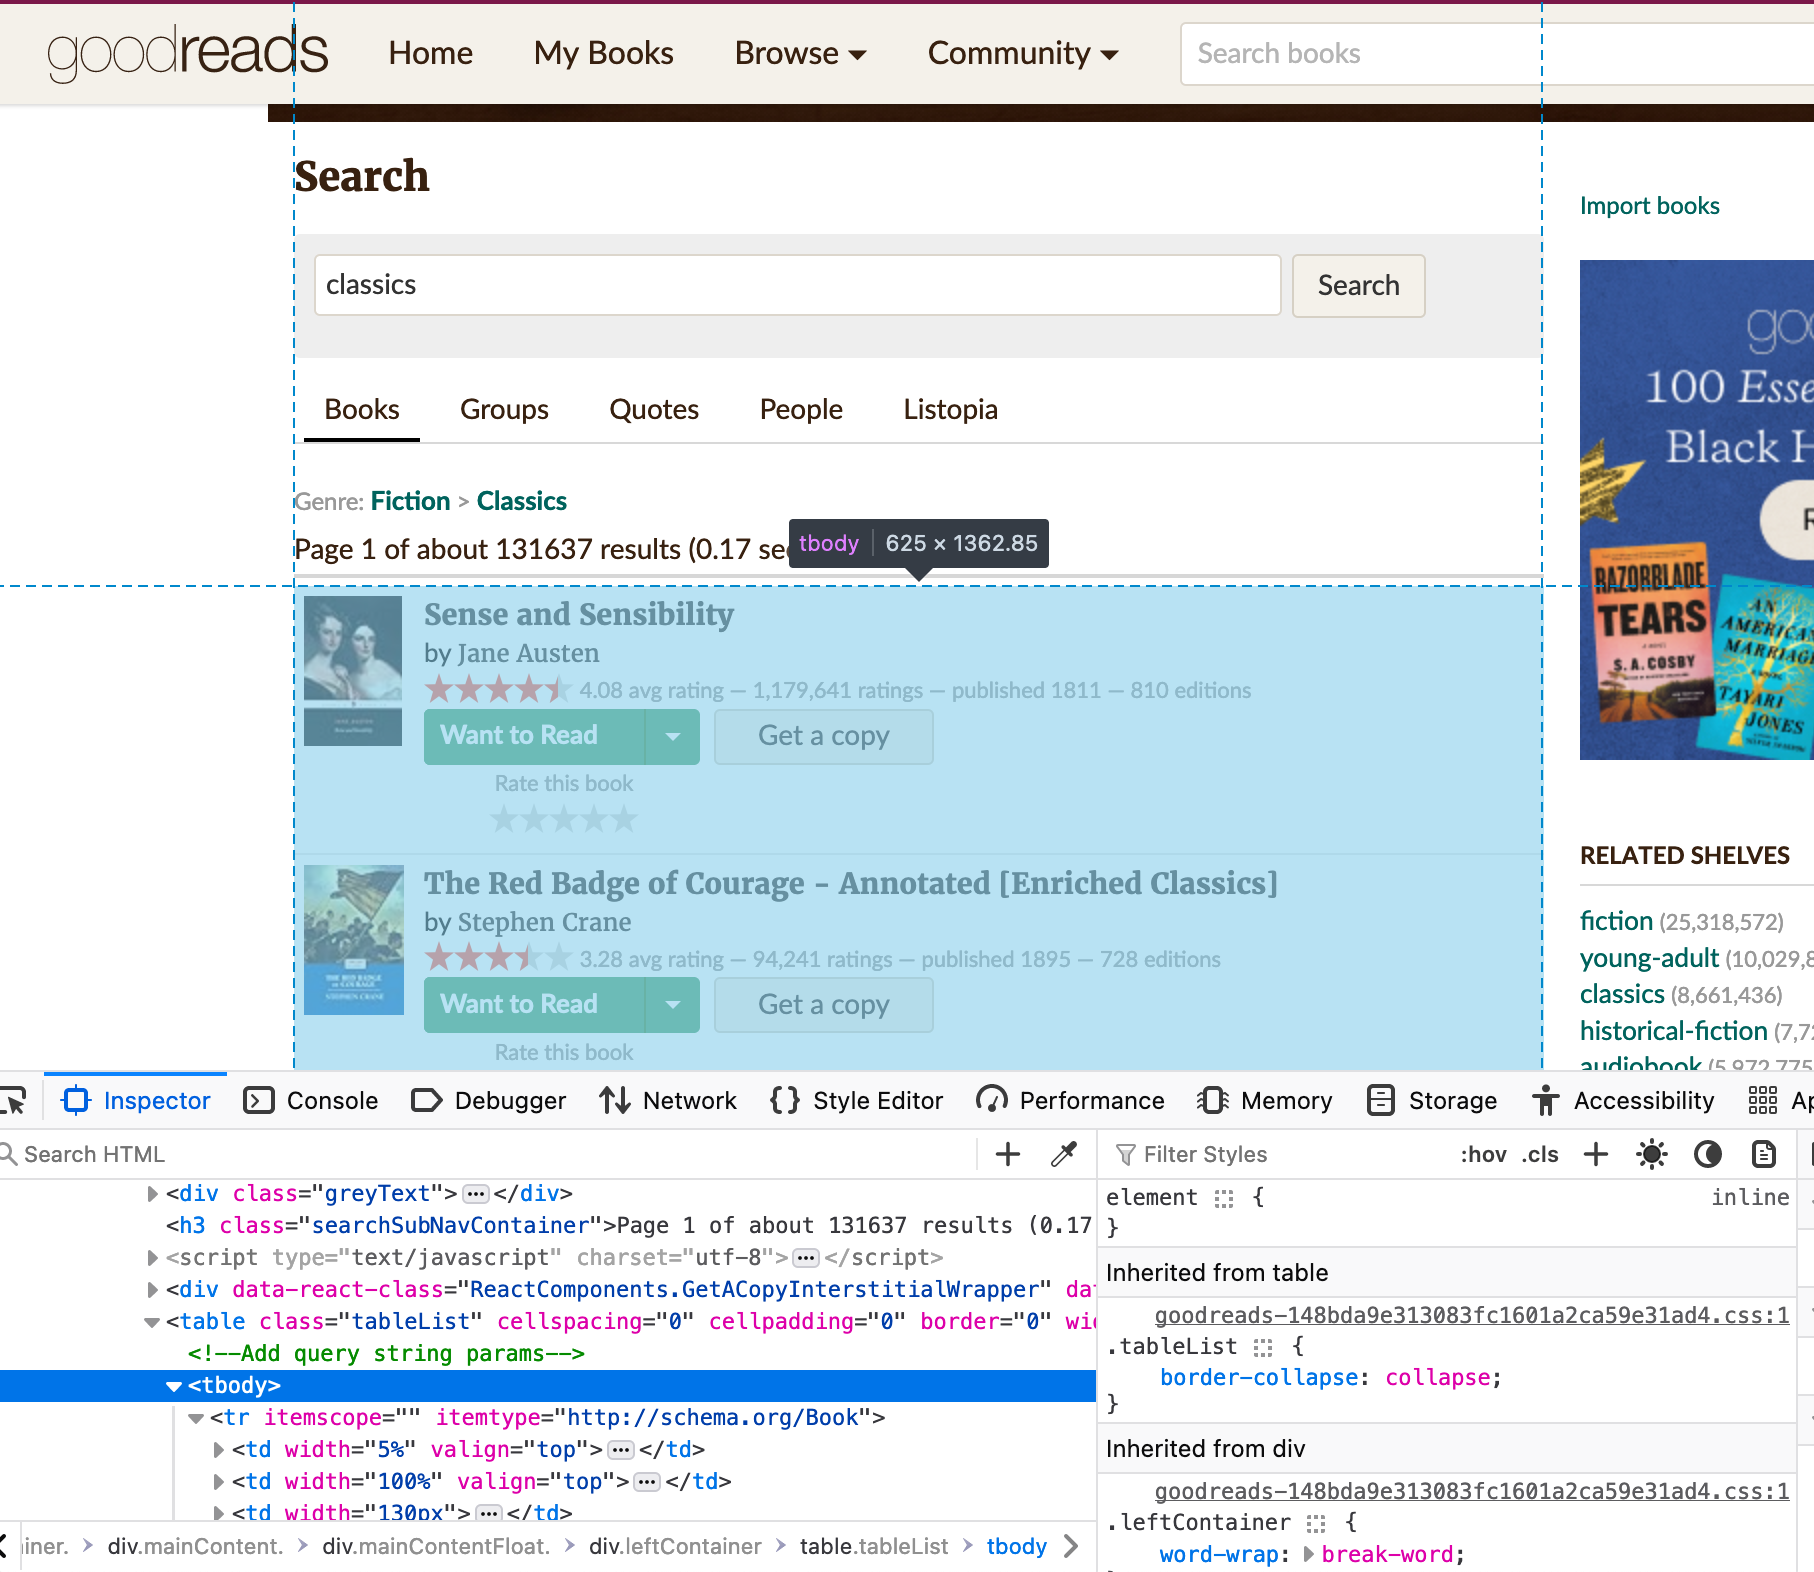 goodreads Home My Books Browse Community Search books
Search
Import books
classics Search
Books Groups Quotes People Listopia
100 Esse
Black H
Genre: Fiction > Classics
Page 1 of about 131637 results (0.17 sec
tbody 625 × 1362.85
RAZORBLADE
TEARS
A NOVEL
S. A. COSBY
AN
AMERICAN
MARRIAGE
TAYARI
JONES
Sense and Sensibility
by Jane Austen
4.08 avg rating — 1,179,641 ratings — published 1811 — 810 editions
Want to Read Get a copy
Rate this book
RELATED SHELVES
The Red Badge of Courage - Annotated [Enriched Classics]
by Stephen Crane
3.28 avg rating — 94,241 ratings — published 1895 — 728 editions
Want to Read Get a copy
Rate this book
THE RED BADGE
OF COURAGE
STEPHEN CRANE
fiction (25,318,572)
young-adult (10,029,8
classics (8,661,436)
historical-fiction (7,72
audiobook (5,972,775
Inspector Console Debugger Network {} Style Editor Performance Memory Storage Accessibility Ap
Search HTML + Filter Styles :hov .cls +
<div class="greyText"> ··· </div>
<h3 class="searchSubNavContainer">Page 1 of about 131637 results (0.17
<script type="text/javascript" charset="utf-8"> ··· </script>
<div data-react-class="ReactComponents.GetACopyInterstitialWrapper" dat
<table class="tableList" cellspacing="0" cellpadding="0" border="0" wid
<!--Add query string params-->
<tbody>
<tr itemscope="" itemtype="http://schema.org/Book">
<td width="5%" valign="top"> ··· </td>
<td width="100%" valign="top"> ··· </td>
<td width="130px"> ··· </td>
iner. > div.mainContent. > div.mainContentFloat. > div.leftContainer > table.tableList > tbody
element { inline
}
Inherited from table
goodreads-148bda9e313083fc1601a2ca59e31ad4.css:1
.tableList {
border-collapse: collapse;
}
Inherited from div
goodreads-148bda9e313083fc1601a2ca59e31ad4.css:1
.leftContainer {
word-wrap: break-word;